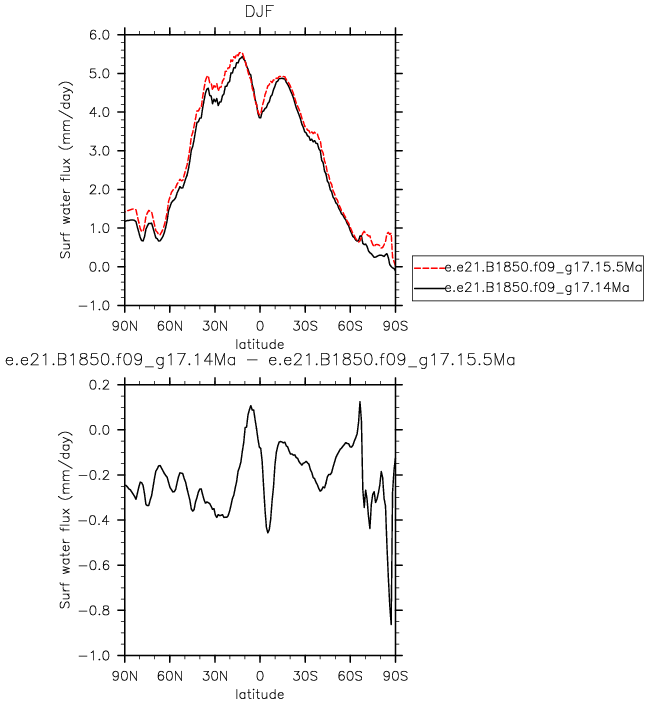 DJF
6.0
5.0
4.0
3.0
2.0
1.0
0.0
−1.0
Surf water flux (mm/day)
90N 60N 30N 0 30S 60S 90S
latitude
e.e21.B1850.f09_g17.15.5Ma
e.e21.B1850.f09_g17.14Ma
e.e21.B1850.f09_g17.14Ma − e.e21.B1850.f09_g17.15.5Ma
0.2
0.0
−0.2
−0.4
−0.6
−0.8
−1.0
Surf water flux (mm/day)
90N 60N 30N 0 30S 60S 90S
latitude